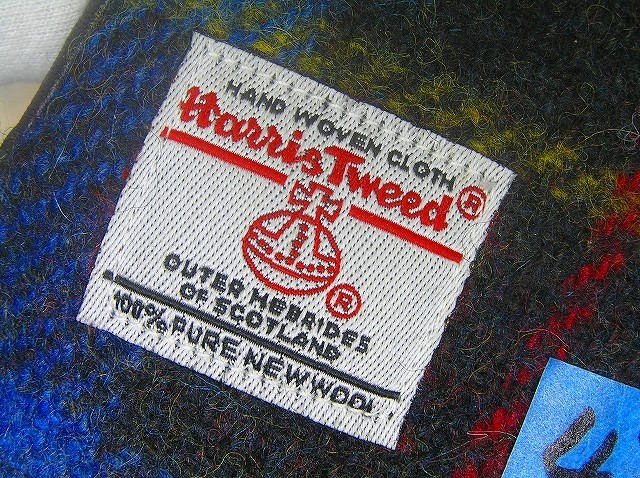 HAND WOVEN CLOTH
Harris Tweed®
®
OUTER HEBRIDES
OF SCOTLAND
100% PURE NEW WOOL